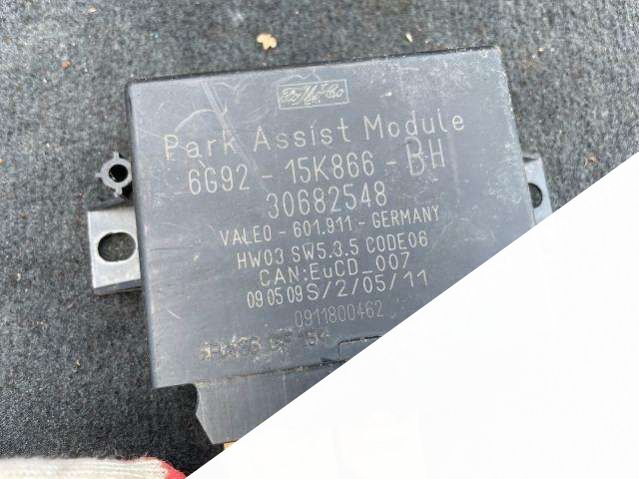 Park Assist Module
6G92 - 15K866 - BH
30682548
VALEO - 601.911 - GERMANY
HW03 SW5.3.5 CODE06
CAN:EuCD_007
09 05 09 S/2/05/11
0911800462